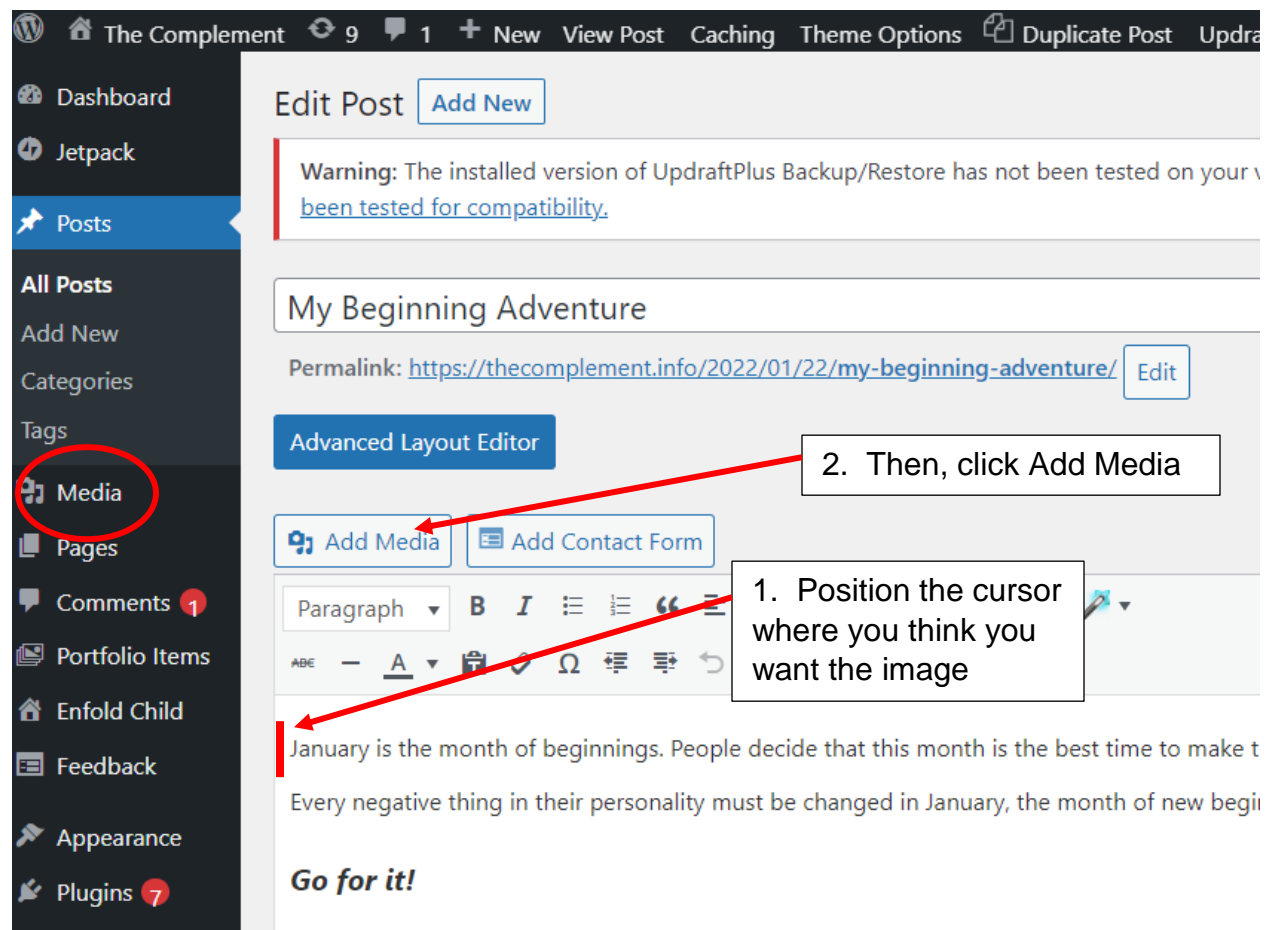 The Complement 9 1 + New View Post Caching Theme Options Duplicate Post Updra
Dashboard
Jetpack
Posts
All Posts
Add New
Categories
Tags
Media
Pages
Comments 1
Portfolio Items
Enfold Child
Feedback
Appearance
Plugins 7
Edit Post Add New
Warning: The installed version of UpdraftPlus Backup/Restore has not been tested on your v
been tested for compatibility.
My Beginning Adventure
Permalink: https://thecomplement.info/2022/01/22/my-beginning-adventure/ Edit
Advanced Layout Editor
2. Then, click Add Media
Add Media Add Contact Form
1. Position the cursor
where you think you
want the image
Paragraph B I
ABE A Ω
January is the month of beginnings. People decide that this month is the best time to make t
Every negative thing in their personality must be changed in January, the month of new begi
Go for it!